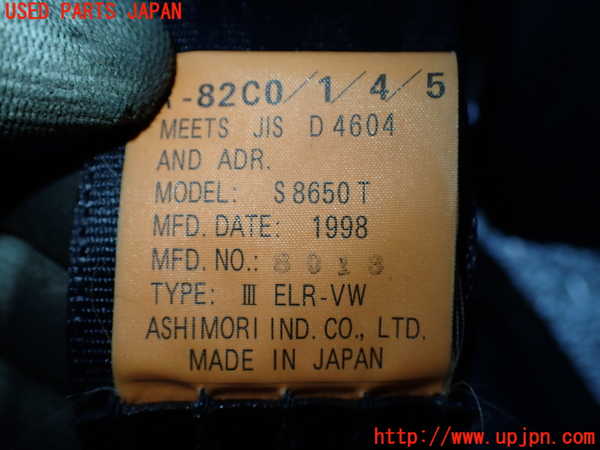 USED PARTS JAPAN
-82C0/1/4/5
MEETS JIS D4604
AND ADR.
MODEL: S8650T
MFD. DATE: 1998
MFD. NO.:
TYPE: III ELR-VW
ASHIMORI IND. CO., LTD.
MADE IN JAPAN
http://www.upjpn.com